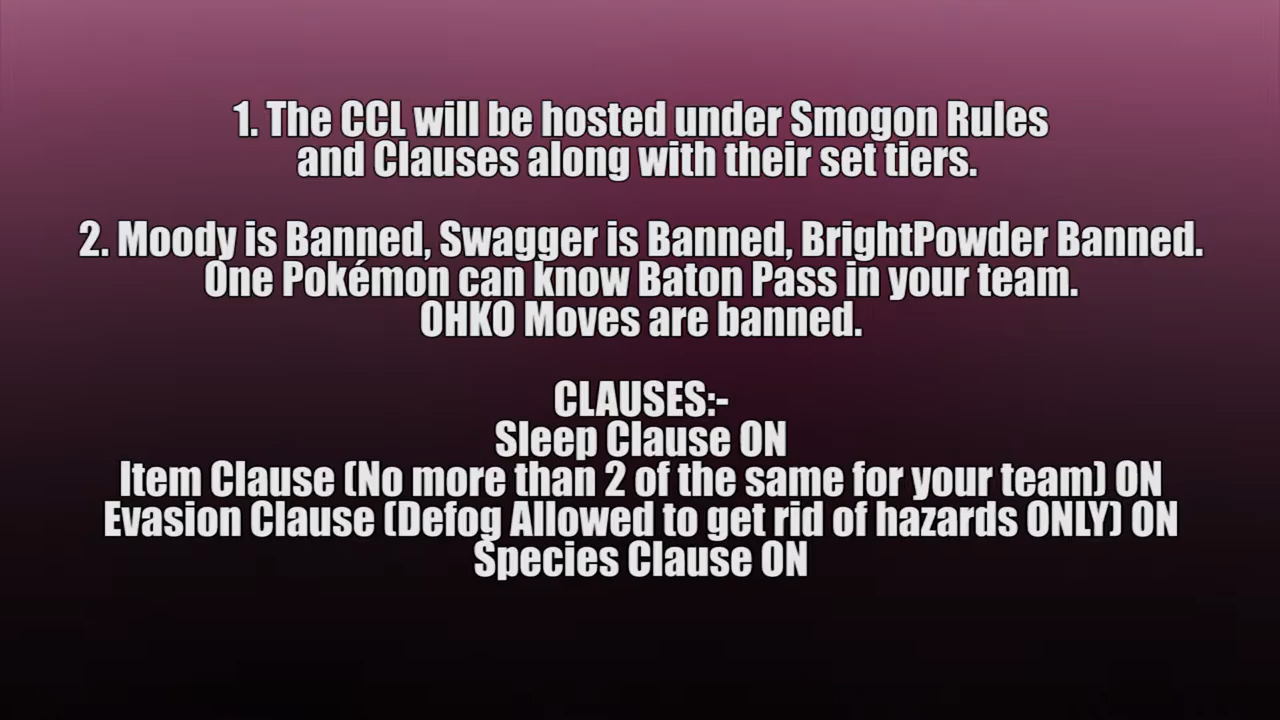 1. The CCL will be hosted under Smogon Rules
and Clauses along with their set tiers.
2. Moody is Banned, Swagger is Banned, BrightPowder Banned.
One Pokémon can know Baton Pass in your team.
OHKO Moves are banned.
CLAUSES:-
Sleep Clause ON
Item Clause (No more than 2 of the same for your team) ON
Evasion Clause (Defog Allowed to get rid of hazards ONLY) ON
Species Clause ON